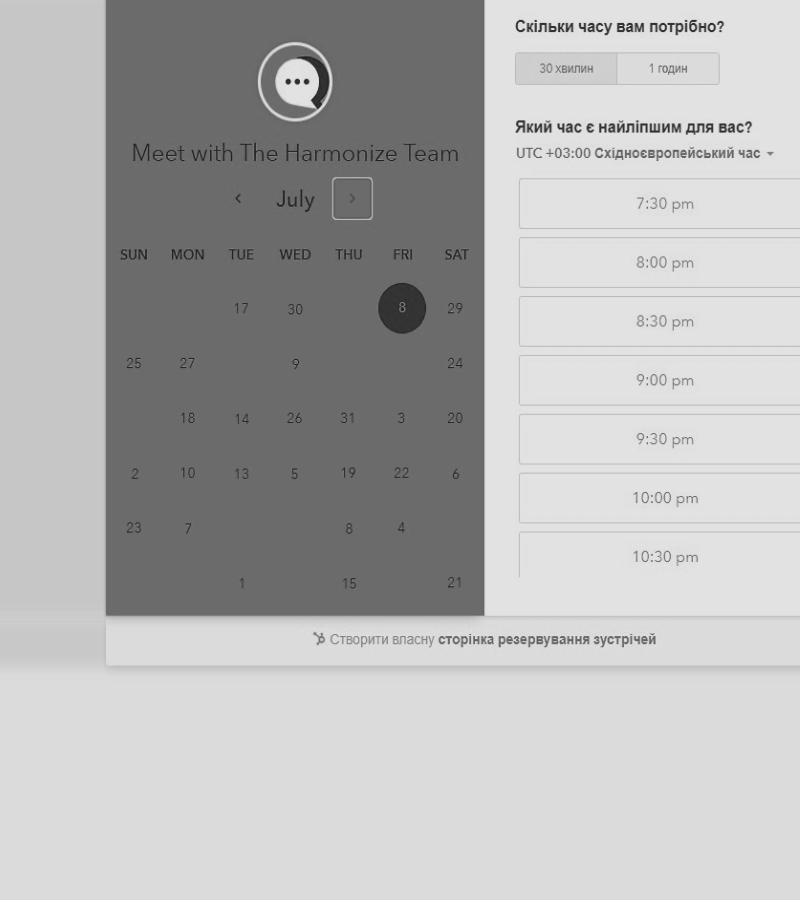 Meet with The Harmonize Team
July
SUN MON TUE WED THU FRI SAT
17 30 8 29
25 27 9 24
18 14 26 31 3 20
2 10 13 5 19 22 6
23 7 8 4
1 15 21
Скільки часу вам потрібно?
30 хвилин 1 годин
Який час є найліпшим для вас?
UTC +03:00 Східноєвропейський час
7:30 pm
8:00 pm
8:30 pm
9:00 pm
9:30 pm
10:00 pm
10:30 pm
Створити власну сторінка резервування зустрічей